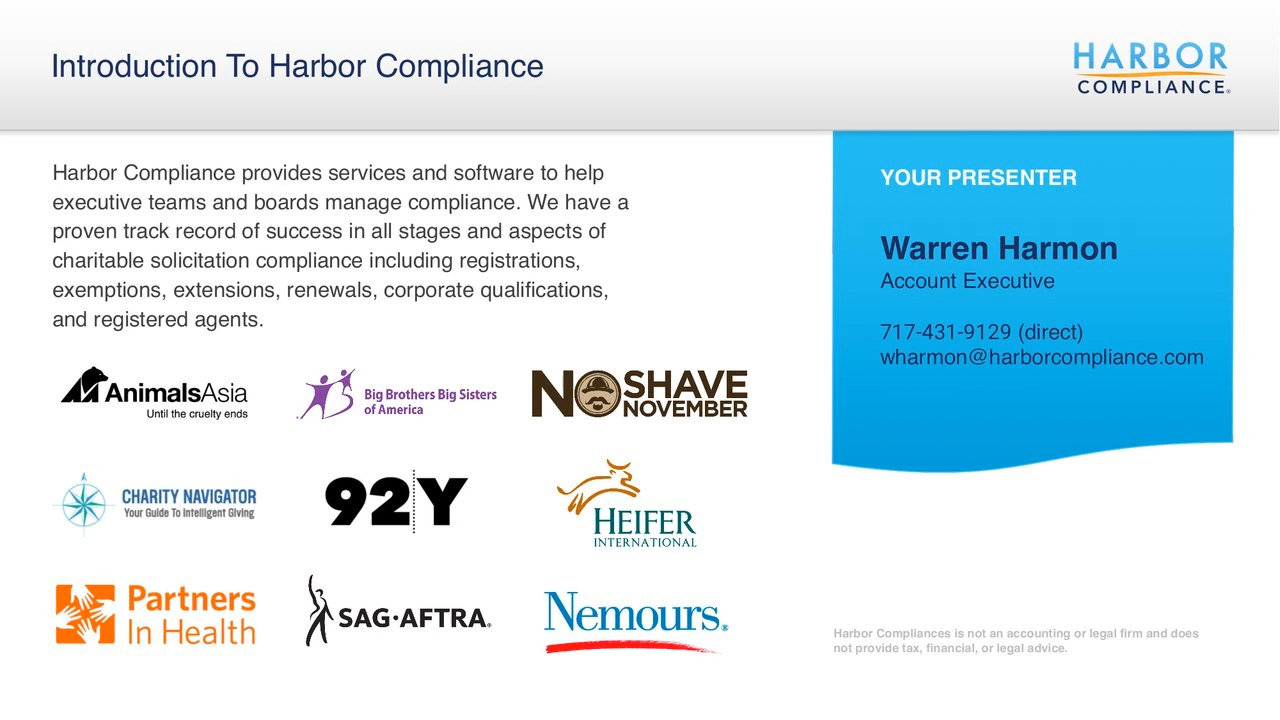 Introduction To Harbor Compliance
HARBOR
COMPLIANCE®
Harbor Compliance provides services and software to help
executive teams and boards manage compliance. We have a
proven track record of success in all stages and aspects of
charitable solicitation compliance including registrations,
exemptions, extensions, renewals, corporate qualifications,
and registered agents.
YOUR PRESENTER
Warren Harmon
Account Executive
717-431-9129 (direct)
wharmon@harborcompliance.com
AnimalsAsia
Until the cruelty ends
Big Brothers Big Sisters
of America
NO SHAVE
NOVEMBER
CHARITY NAVIGATOR
Your Guide To Intelligent Giving
92Y
HEIFER
INTERNATIONAL
Partners
In Health
SAG·AFTRA®
Nemours®
Harbor Compliances is not an accounting or legal firm and does
not provide tax, financial, or legal advice.